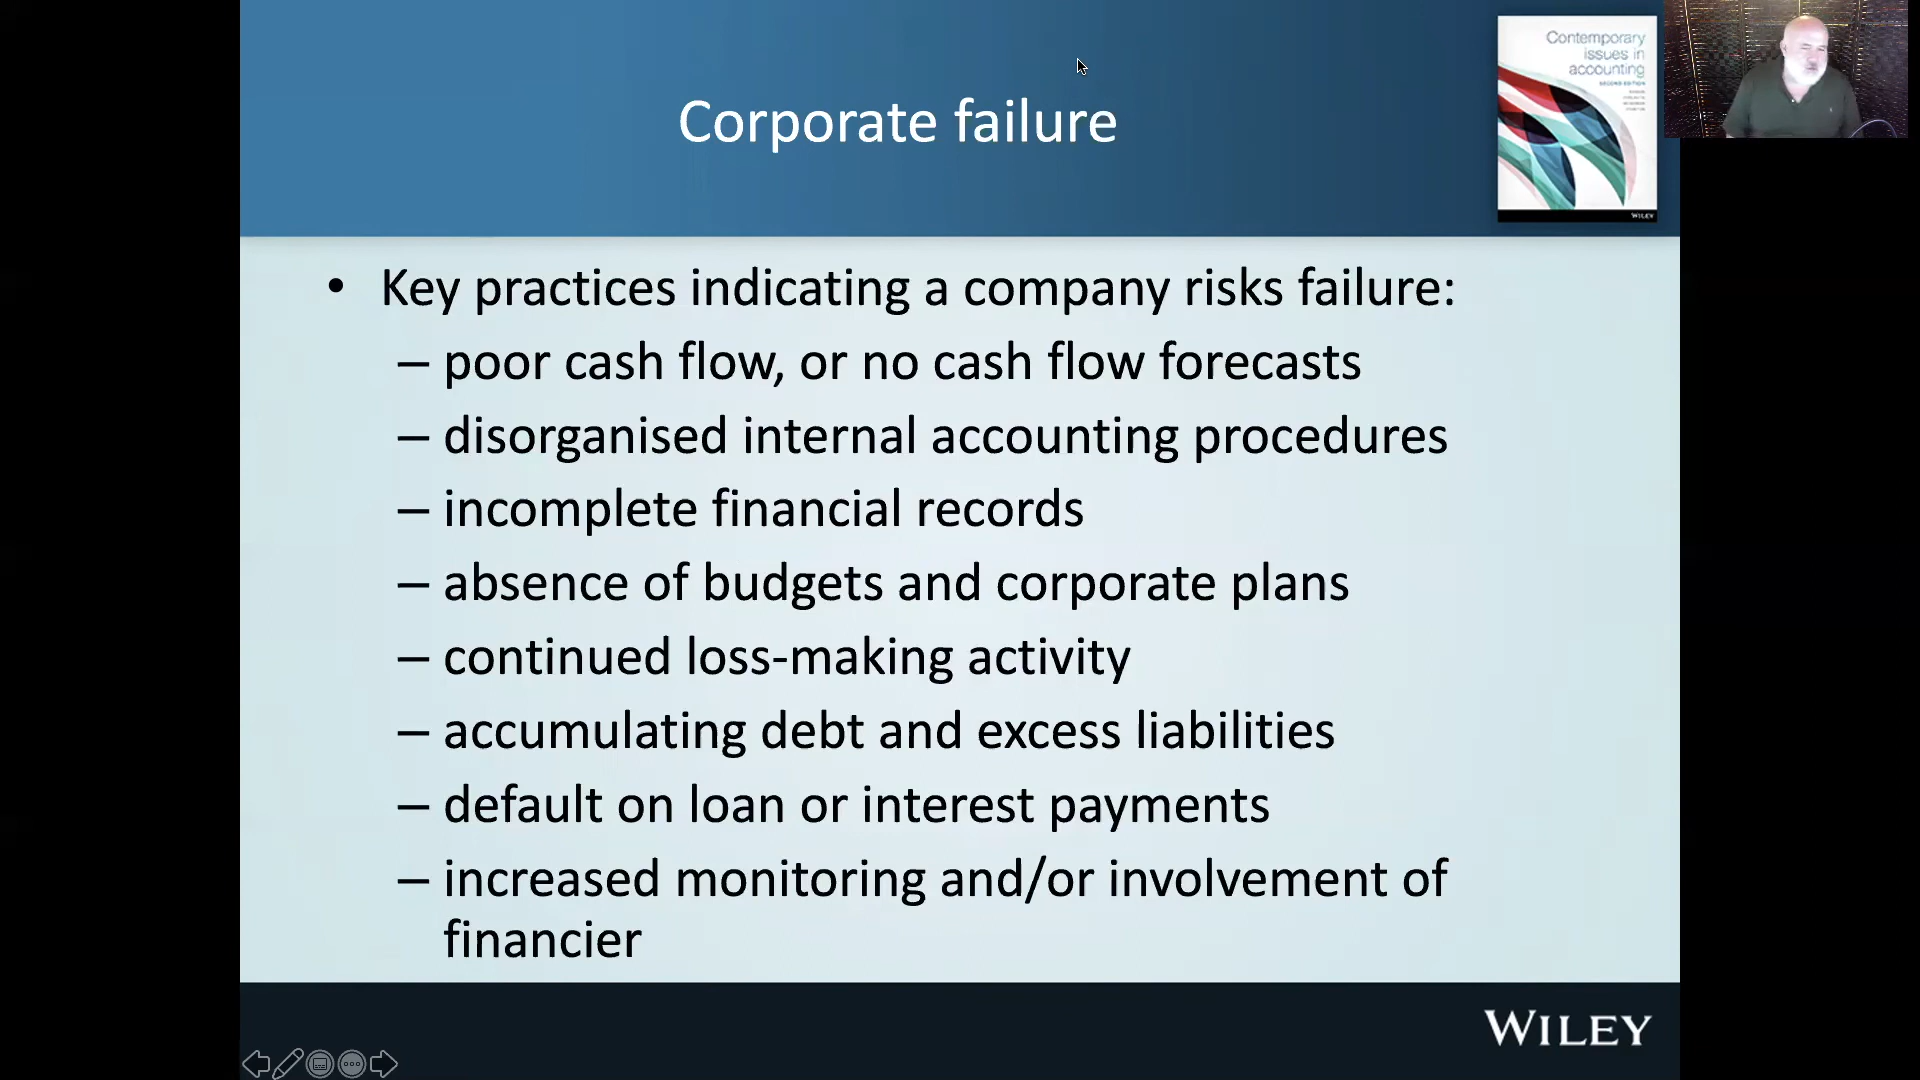 Corporate failure
Contemporary
issues in
accounting
SECOND EDITION
WILEY
• Key practices indicating a company risks failure:
– poor cash flow, or no cash flow forecasts
– disorganised internal accounting procedures
– incomplete financial records
– absence of budgets and corporate plans
– continued loss-making activity
– accumulating debt and excess liabilities
– default on loan or interest payments
– increased monitoring and/or involvement of
financier
WILEY